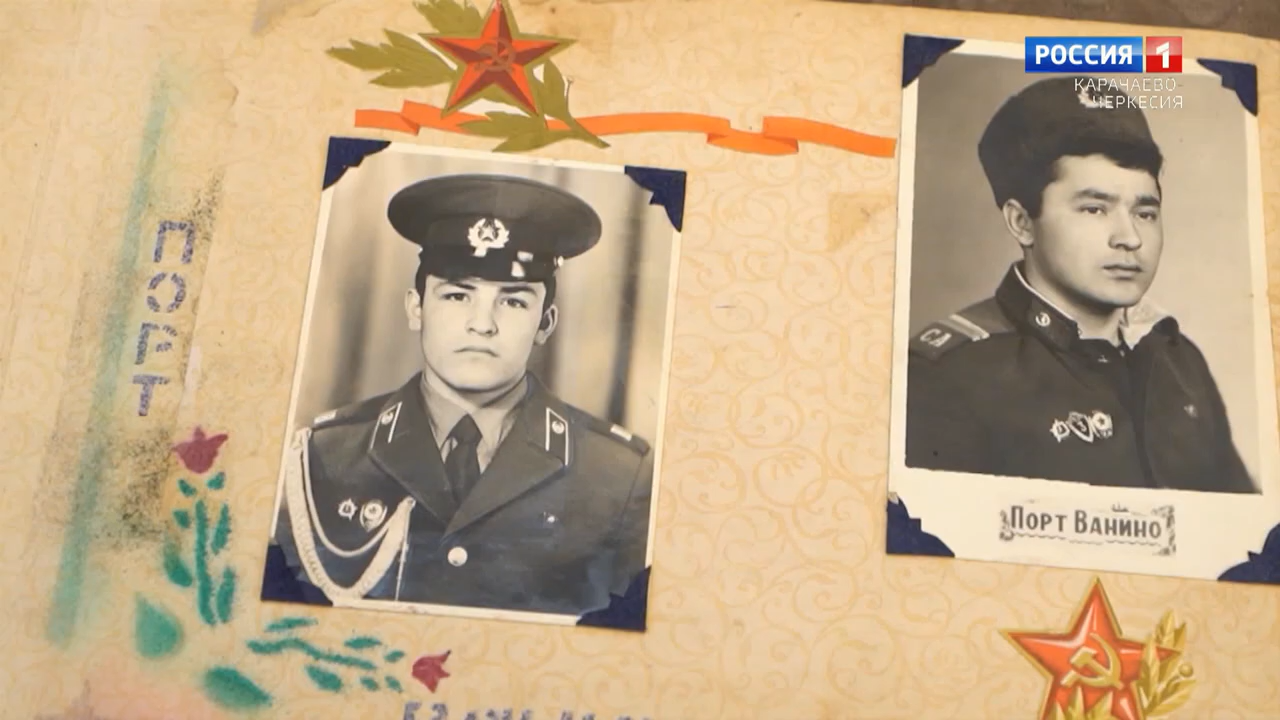 РОССИЯ 1
КАРАЧАЕВО-
ЧЕРКЕСИЯ
ПОРТ
СА
Порт Ванино